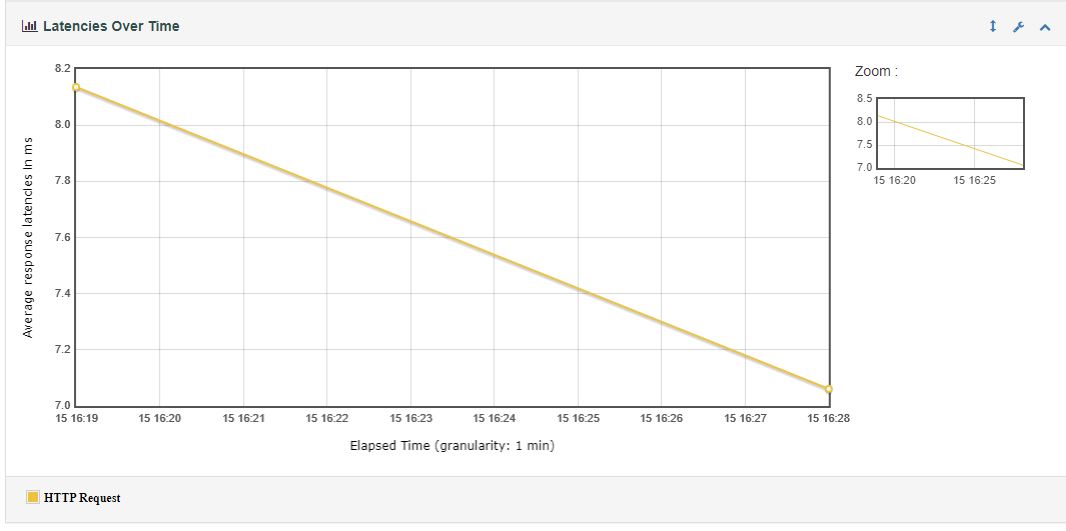 Latencies Over Time
Zoom :
8.2
8.0
7.8
7.6
7.4
7.2
7.0
Average response latencies in ms
15 16:19 15 16:20 15 16:21 15 16:22 15 16:23 15 16:24 15 16:25 15 16:26 15 16:27 15 16:28
Elapsed Time (granularity: 1 min)
8.5
8.0
7.5
7.0
15 16:20 15 16:25
HTTP Request